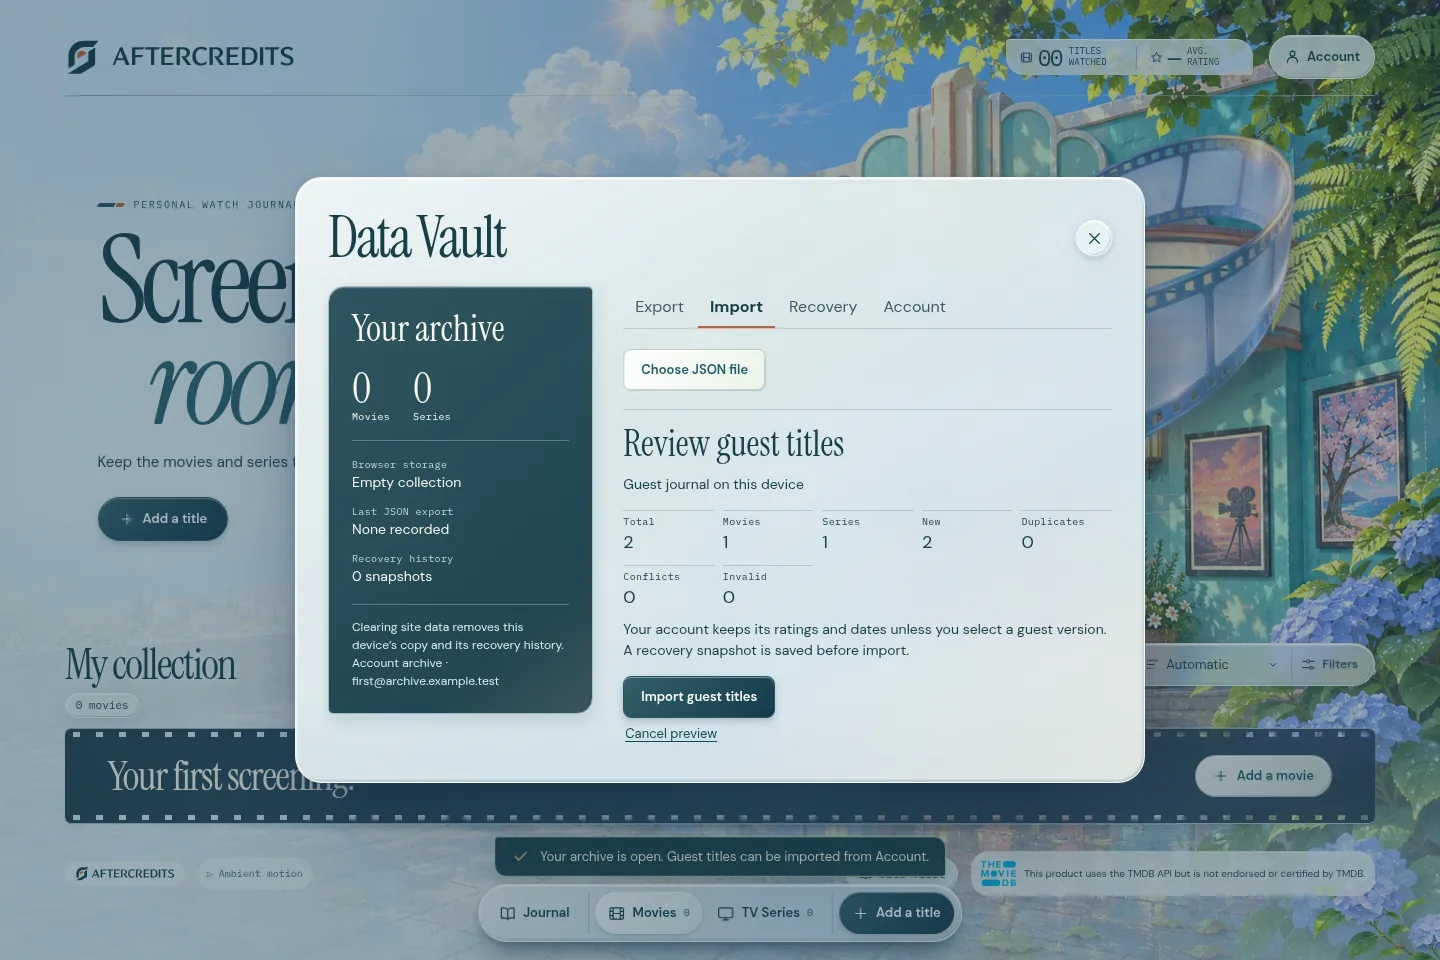 AFTERCREDITS
00 TITLES WATCHED
— AVG. RATING
Account
PERSONAL WATCH JOURNA
Screen
room
Keep the movies and series t
Add a title
My collection
0 movies
Automatic
Filters
Your first screening.
Add a movie
Data Vault
Your archive
0 0
Movies Series
Browser storage
Empty collection
Last JSON export
None recorded
Recovery history
0 snapshots
Clearing site data removes this
device's copy and its recovery history.
Account archive ·
first@archive.example.test
Export Import Recovery Account
Choose JSON file
Review guest titles
Guest journal on this device
Total Movies Series New Duplicates
2 1 1 2 0
Conflicts Invalid
0 0
Your account keeps its ratings and dates unless you select a guest version.
A recovery snapshot is saved before import.
Import guest titles
Cancel preview
Your archive is open. Guest titles can be imported from Account.
AFTERCREDITS
Ambient motion
THE MOVIE DB
This product uses the TMDB API but is not endorsed or certified by TMDB.
Journal
Movies 0
TV Series 0
Add a title